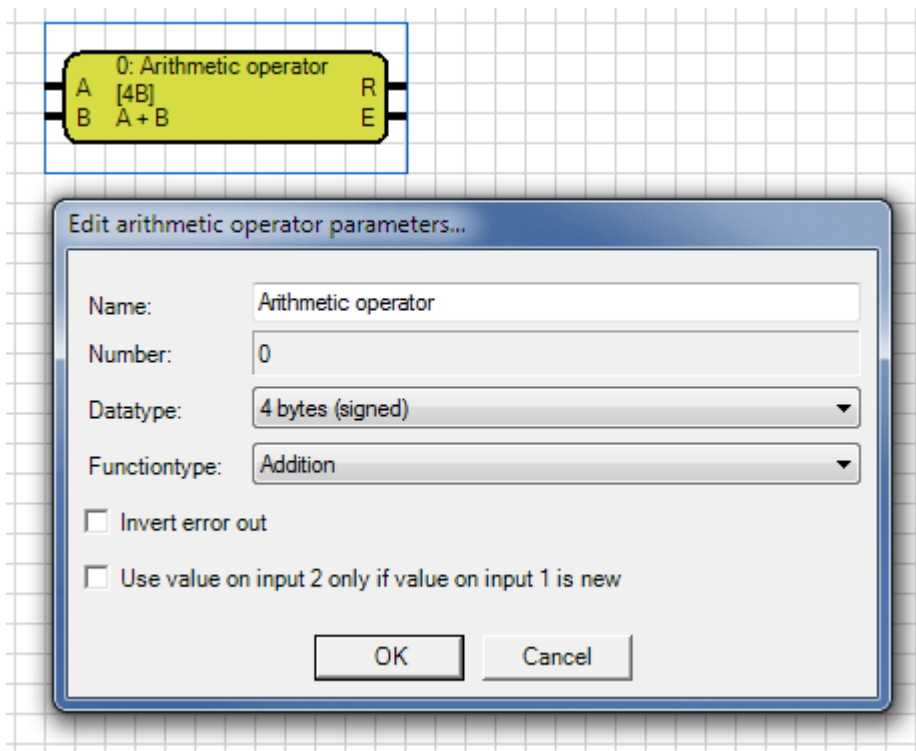 0: Arithmetic operator
A [4B] R
B A + B E
Edit arithmetic operator parameters...
Name: Arithmetic operator
Number: 0
Datatype: 4 bytes (signed)
Functiontype: Addition
Invert error out
Use value on input 2 only if value on input 1 is new
OK Cancel